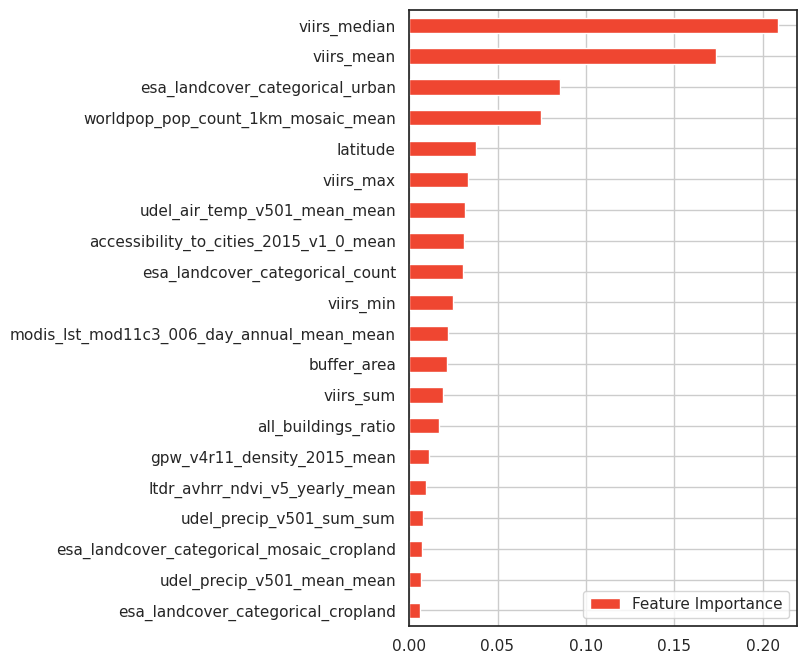 viirs_median
viirs_mean
esa_landcover_categorical_urban
worldpop_pop_count_1km_mosaic_mean
latitude
viirs_max
udel_air_temp_v501_mean_mean
accessibility_to_cities_2015_v1_0_mean
esa_landcover_categorical_count
viirs_min
modis_lst_mod11c3_006_day_annual_mean_mean
buffer_area
viirs_sum
all_buildings_ratio
gpw_v4r11_density_2015_mean
ltdr_avhrr_ndvi_v5_yearly_mean
udel_precip_v501_sum_sum
esa_landcover_categorical_mosaic_cropland
udel_precip_v501_mean_mean
esa_landcover_categorical_cropland
Feature Importance
0.00 0.05 0.10 0.15 0.20